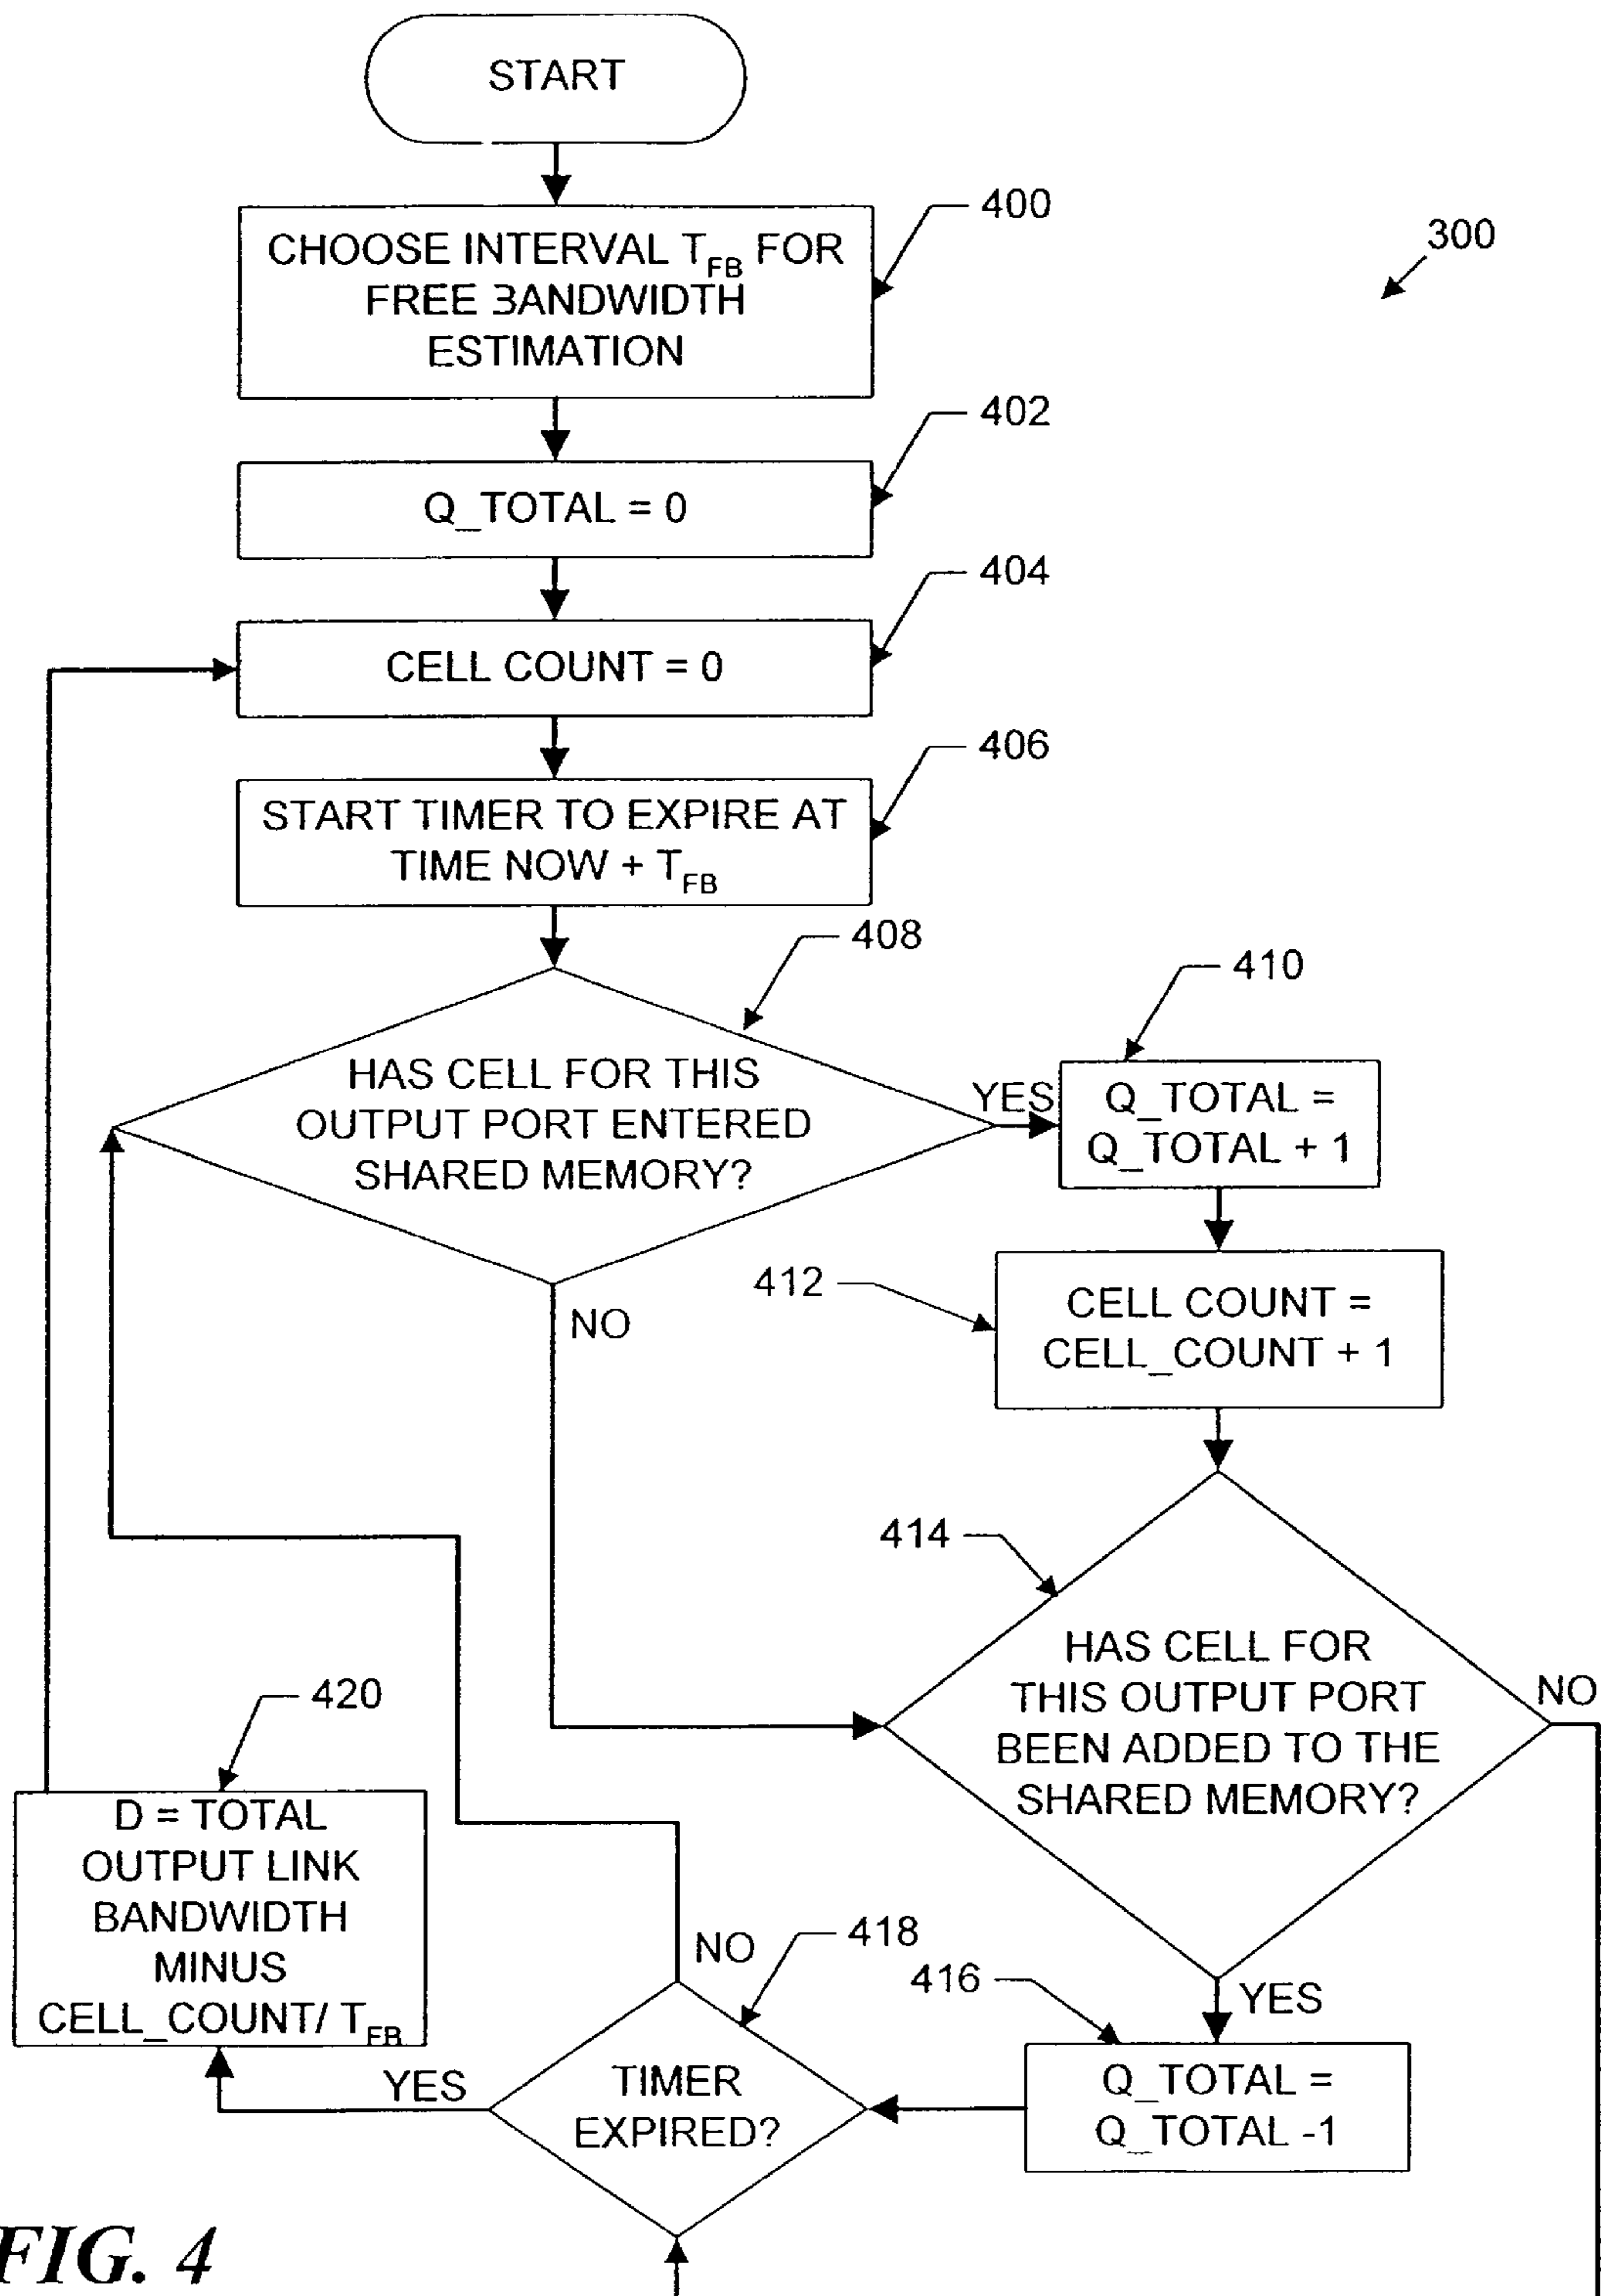 START
400
300
CHOOSE INTERVAL T_FB FOR
FREE BANDWIDTH
ESTIMATION
402
Q_TOTAL = 0
404
CELL COUNT = 0
406
START TIMER TO EXPIRE AT
TIME NOW + T_FB
408
HAS CELL FOR THIS
OUTPUT PORT ENTERED
SHARED MEMORY?
YES
410
Q_TOTAL =
Q_TOTAL + 1
NO
412
CELL COUNT =
CELL_COUNT + 1
414
HAS CELL FOR
THIS OUTPUT PORT
BEEN ADDED TO THE
SHARED MEMORY?
NO
YES
416
Q_TOTAL =
Q_TOTAL -1
418
TIMER
EXPIRED?
NO
YES
420
D = TOTAL
OUTPUT LINK
BANDWIDTH
MINUS
CELL_COUNT/ T_FB
FIG. 4